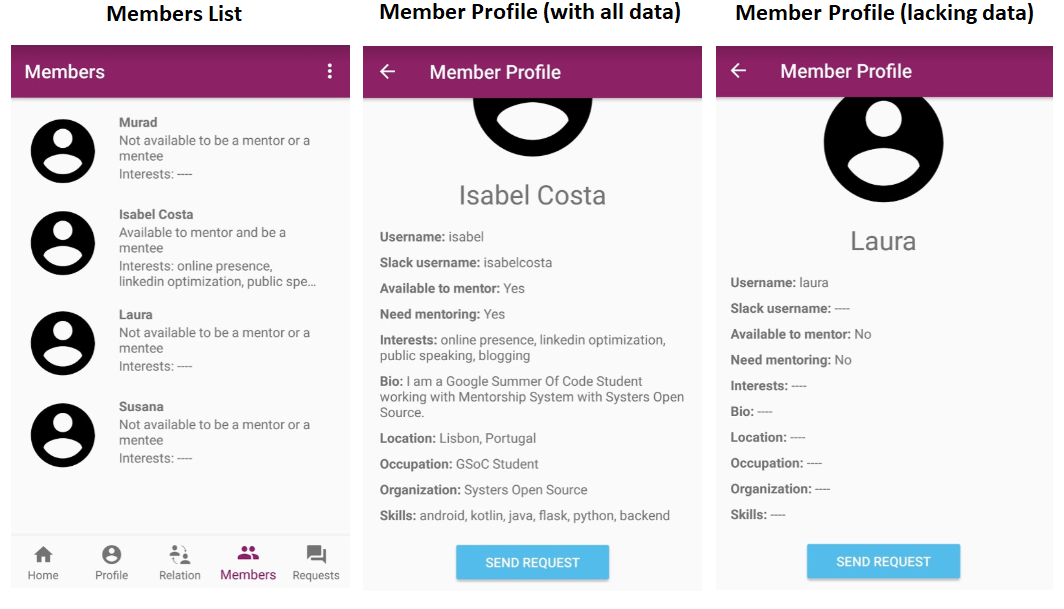 Members List
Members
Murad
Not available to be a mentor or a
mentee
Interests: ----
Isabel Costa
Available to mentor and be a
mentee
Interests: online presence,
linkedin optimization, public spe...
Laura
Not available to be a mentor or a
mentee
Interests: ----
Susana
Not available to be a mentor or a
mentee
Interests: ----
Home Profile Relation Members Requests
Member Profile (with all data)
Member Profile
Isabel Costa
Username: isabel
Slack username: isabelcosta
Available to mentor: Yes
Need mentoring: Yes
Interests: online presence, linkedin optimization,
public speaking, blogging
Bio: I am a Google Summer Of Code Student
working with Mentorship System with Systers Open
Source.
Location: Lisbon, Portugal
Occupation: GSoC Student
Organization: Systers Open Source
Skills: android, kotlin, java, flask, python, backend
SEND REQUEST
Member Profile (lacking data)
Member Profile
Laura
Username: laura
Slack username: ----
Available to mentor: No
Need mentoring: No
Interests: ----
Bio: ----
Location: ----
Occupation: ----
Organization: ----
Skills: ----
SEND REQUEST